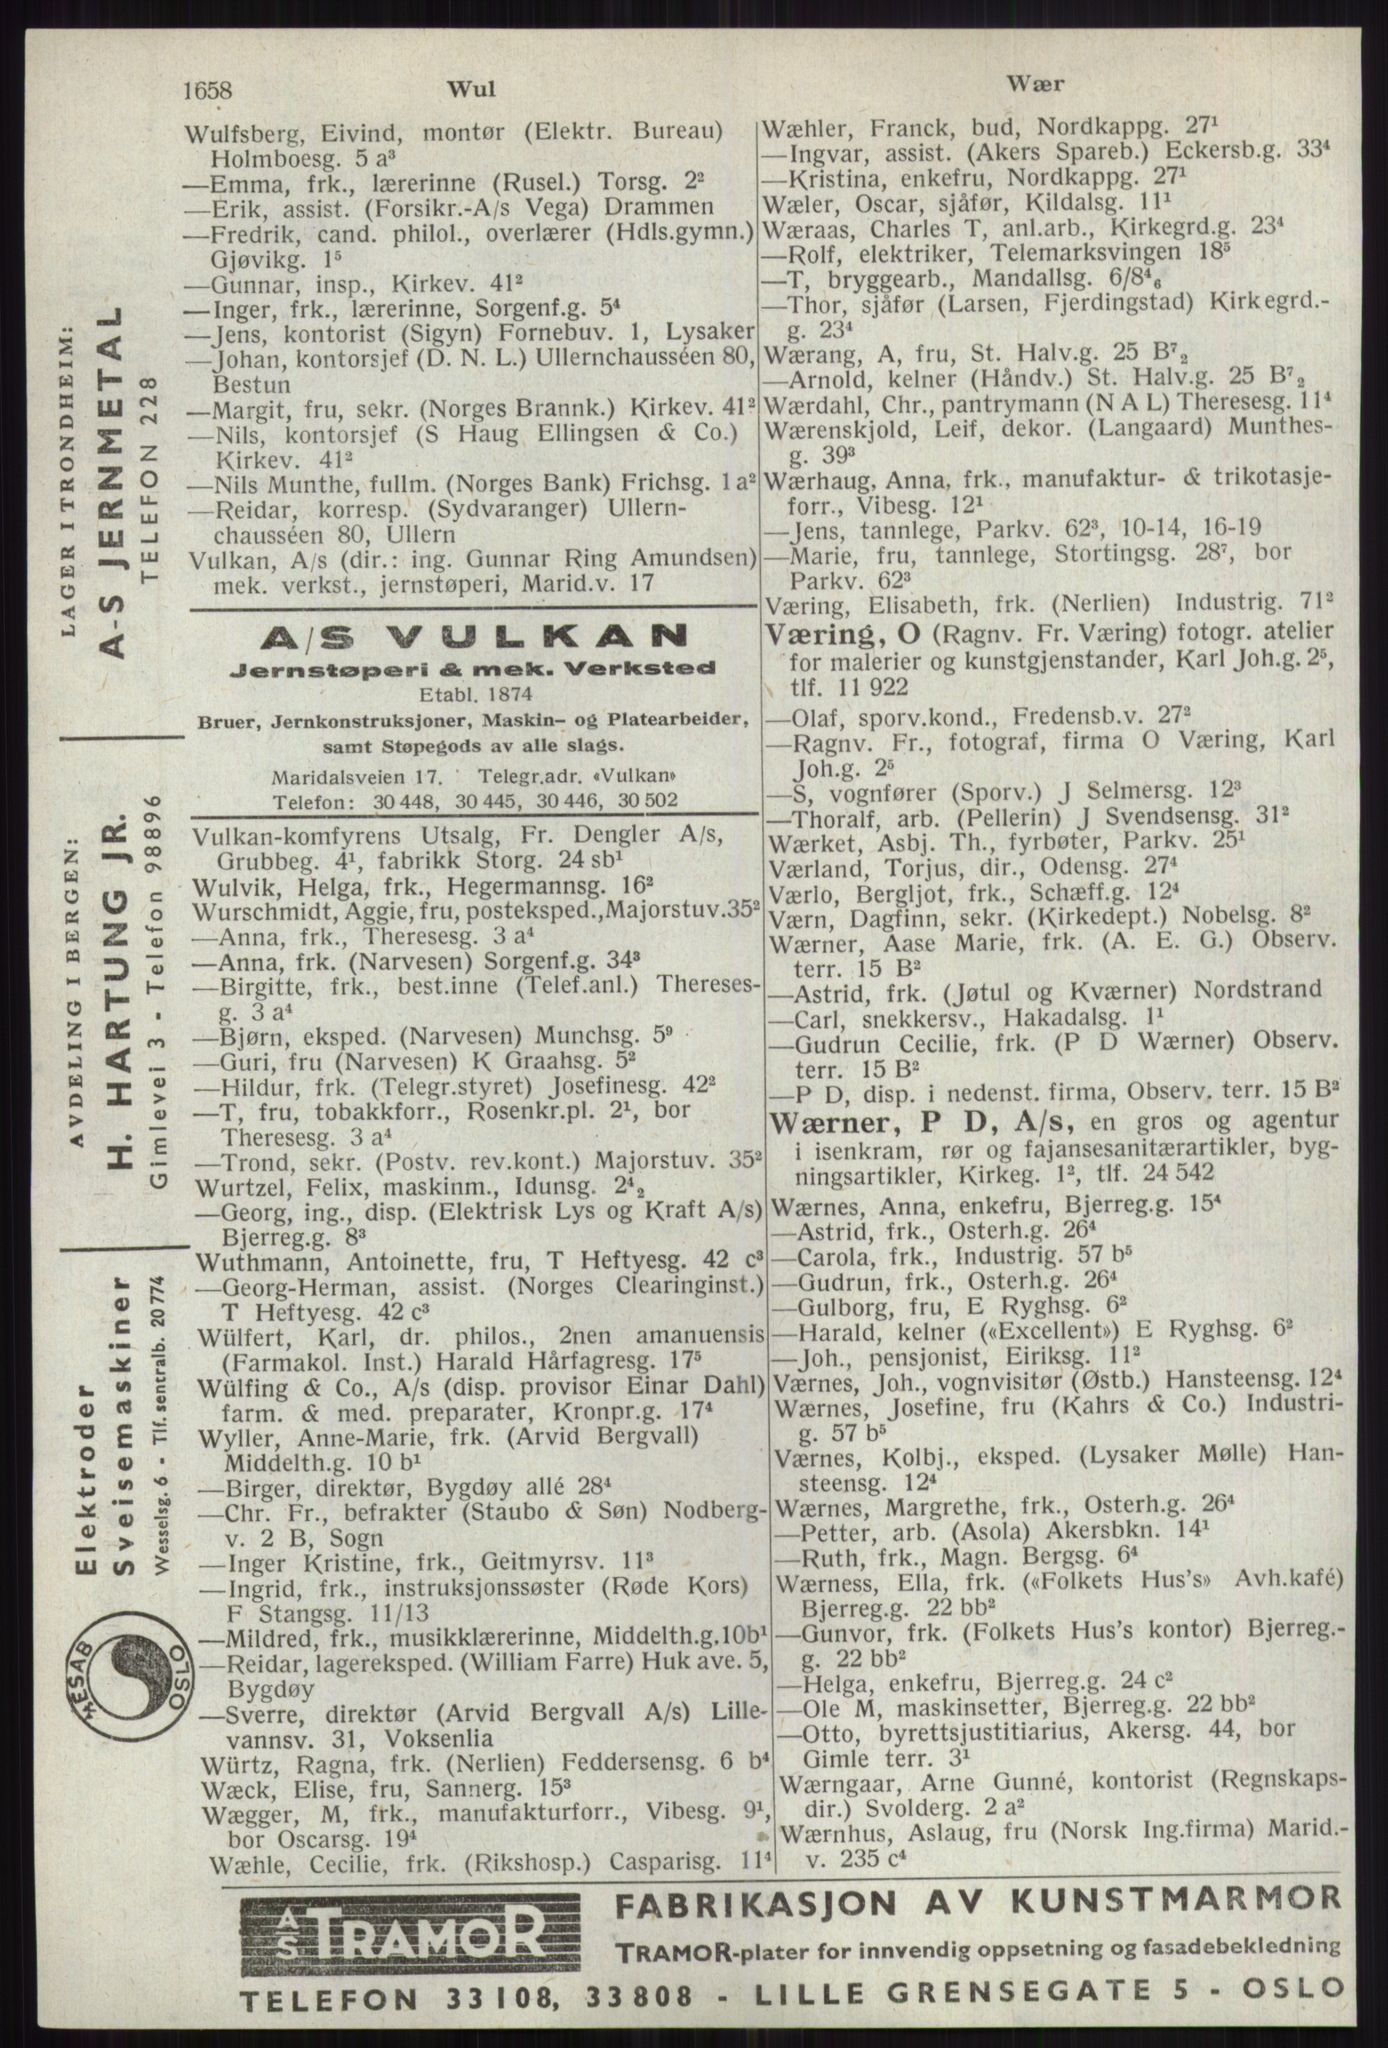 1658
Wul
Wær
Wulfsberg, Eivind, montør (Elektr. Bureau)
Holmboesg. 5 a³
—Emma, frk., lærerinne (Rusel.) Torsg. 2²
—Erik, assist. (Forsikr.-A/s Vega) Drammen
—Fredrik, cand. philol., overlærer (Hdls.gymn.)
Gjøvikg. 1⁵
—Gunnar, insp., Kirkev. 41²
—Inger, frk., lærerinne, Sorgenf.g. 5⁴
—Jens, kontorist (Sigyn) Fornebuv. 1, Lysaker
—Johan, kontorsjef (D. N. L.) Ullernchausséen 80,
Bestun
—Margit, fru, sekr. (Norges Brannk.) Kirkev. 41²
—Nils, kontorsjef (S Haug Ellingsen & Co.)
Kirkev. 41²
—Nils Munthe, fullm. (Norges Bank) Frichsg. 1 a²
—Reidar, korresp. (Sydvaranger) Ullern-
chausséen 80, Ullern
Vulkan, A/s (dir.: ing. Gunnar Ring Amundsen)
mek. verkst., jernstøperi, Marid.v. 17
A/S VULKAN
Jernstøperi & mek. Verksted
Etabl. 1874
Bruer, Jernkonstruksjoner, Maskin- og Platearbeider,
samt Støpegods av alle slags.
Maridalsveien 17. Telegr.adr. «Vulkan»
Telefon: 30 448, 30 445, 30 446, 30 502
Vulkan-komfyrens Utsalg, Fr. Dengler A/s,
Grubbeg. 4¹, fabrikk Storg. 24 sb¹
Wulvik, Helga, frk., Hegermannsg. 16²
Wurschmidt, Aggie, fru, posteksped., Majorstuv. 35²
—Anna, frk., Theresesg. 3 a⁴
—Anna, frk. (Narvesen) Sorgenf.g. 34³
—Birgitte, frk., best.inne (Telef.anl.) Thereses-
g. 3 a⁴
—Bjørn, eksped. (Narvesen) Munchsg. 5⁹
—Guri, fru (Narvesen) K Graahsg. 5²
—Hildur, frk. (Telegr.styret) Josefinesg. 42²
—T, fru, tobakkforr., Rosenkr.pl. 2¹, bor
Theresesg. 3 a⁴
—Trond, sekr. (Postv. rev.kont.) Majorstuv. 35²
Wurtzel, Felix, maskinm., Idunsg. 2⁴₂
—Georg, ing., disp. (Elektrisk Lys og Kraft A/s)
Bjerreg.g. 8³
Wuthmann, Antoinette, fru, T Heftyesg. 42 c³
—Georg-Herman, assist. (Norges Clearinginst.)
T Heftyesg. 42 c³
Wülfert, Karl, dr. philos., 2nen amanuensis
(Farmakol. Inst.) Harald Hårfagresg. 17⁵
Wülfing & Co., A/s (disp. provisor Einar Dahl)
farm. & med. preparater, Kronpr.g. 17⁴
Wyller, Anne-Marie, frk. (Arvid Bergvall)
Middelth.g. 10 b¹
—Birger, direktør, Bygdøy allé 28⁴
—Chr. Fr., befrakter (Staubo & Søn) Nodberg-
v. 2 B, Sogn
—Inger Kristine, frk., Geitmyrsv. 11³
—Ingrid, frk., instruksjonssøster (Røde Kors)
F Stangsg. 11/13
—Mildred, frk., musikklærerinne, Middelth.g. 10b¹
—Reidar, lagereksped. (William Farre) Huk ave. 5,
Bygdøy
—Sverre, direktør (Arvid Bergvall A/s) Lille-
vannsv. 31, Voksenlia
Würtz, Ragna, frk. (Nerlien) Feddersensg. 6 b⁴
Wæck, Elise, fru, Sannerg. 15³
Wægger, M, frk., manufakturforr., Vibesg. 9¹,
bor Oscarsg. 19⁴
Wæhle, Cecilie, frk. (Rikshosp.) Casparisg. 11⁴
Wæhler, Franck, bud, Nordkappg. 27¹
—Ingvar, assist. (Akers Spareb.) Eckersb.g. 33⁴
—Kristina, enkefru, Nordkappg. 27¹
Wæler, Oscar, sjåfør, Kildalsg. 11¹
Wæraas, Charles T, anl.arb., Kirkegrd.g. 23⁴
—Rolf, elektriker, Telemarksvingen 18⁵
—T, bryggearb., Mandallsg. 6/8⁴₆
—Thor, sjåfør (Larsen, Fjerdingstad) Kirkegrd.-
g. 23⁴
Wærang, A, fru, St. Halv.g. 25 B⁷₂
—Arnold, kelner (Håndv.) St. Halv.g. 25 B⁷₂
Wærdahl, Chr., pantrymann (N A L) Theresesg. 11⁴
Wærenskjold, Leif, dekor. (Langaard) Munthes-
g. 39³
Wærhaug, Anna, frk., manufaktur- & trikotasje-
forr., Vibesg. 12¹
—Jens, tannlege, Parkv. 62³, 10-14, 16-19
—Marie, fru, tannlege, Stortingsg. 28⁷, bor
Parkv. 62³
Væring, Elisabeth, frk. (Nerlien) Industrig. 71²
Væring, O (Ragnv. Fr. Væring) fotogr. atelier
for malerier og kunstgjenstander, Karl Joh.g. 2⁵,
tlf. 11 922
—Olaf, sporv.kond., Fredensb.v. 27²
—Ragnv. Fr., fotograf, firma O Væring, Karl
Joh.g. 2⁵
—S, vognfører (Sporv.) J Selmersg. 12³
—Thoralf, arb. (Pellerin) J Svendsensg. 31²
Wærket, Asbj. Th., fyrbøter, Parkv. 25¹
Værland, Torjus, dir., Odensg. 27⁴
Værlo, Bergljot, frk., Schæff.g. 12⁴
Værn, Dagfinn, sekr. (Kirkedept.) Nobelsg. 8²
Wærner, Aase Marie, frk. (A. E. G.) Observ.
terr. 15 B²
—Astrid, frk. (Jøtul og Kværner) Nordstrand
—Carl, snekkersv., Hakadalsg. 1¹
—Gudrun Cecilie, frk. (P D Wærner) Observ.
terr. 15 B²
—P D, disp. i nedenst. firma, Observ. terr. 15 B²
Wærner, P D, A/s, en gros og agentur
i isenkram, rør og fajansesanitærartikler, byg-
ningsartikler, Kirkeg. 1², tlf. 24 542
Wærnes, Anna, enkefru, Bjerreg.g. 15⁴
—Astrid, frk., Osterh.g. 26⁴
—Carola, frk., Industrig. 57 b⁵
—Gudrun, frk., Osterh.g. 26⁴
—Gulborg, fru, E Ryghsg. 6²
—Harald, kelner («Excellent») E Ryghsg. 6²
—Joh., pensjonist, Eiriksg. 11²
Værnes, Joh., vognvisitør (Østb.) Hansteensg. 12⁴
Wærnes, Josefine, fru (Kahrs & Co.) Industri-
g. 57 b⁵
Værnes, Kolbj., eksped. (Lysaker Mølle) Han-
steensg. 12⁴
Wærnes, Margrethe, frk., Osterh.g. 26⁴
—Petter, arb. (Asola) Akersbkn. 14¹
—Ruth, frk., Magn. Bergsg. 6⁴
Wærness, Ella, frk. («Folkets Hus's» Avh.kafé)
Bjerreg.g. 22 bb²
—Gunvor, frk. (Folkets Hus's kontor) Bjerreg.-
g. 22 bb²
—Helga, enkefru, Bjerreg.g. 24 c²
—Ole M, maskinsetter, Bjerreg.g. 22 bb²
—Otto, byrettsjustitiarius, Akersg. 44, bor
Gimle terr. 3¹
Wærngaar, Arne Gunné, kontorist (Regnskaps-
dir.) Svolderg. 2 a²
Wærnhus, Aslaug, fru (Norsk Ing.firma) Marid.-
v. 235 c⁴
LAGER I TRONDHEIM:
A-S JERNMETAL
TELEFON 228
AVDELING I BERGEN:
H. HARTUNG JR.
Gimlevei 3 - Telefon 98896
Elektroder
Sveisemaskiner
Wesselsg. 6 - Tlf. sentralb. 20 774
ESAB
OSLO
A/S TRAMOR
FABRIKASJON AV KUNSTMARMOR
TRAMOR-plater for innvendig oppsetning og fasadebekledning
TELEFON 33108, 33808 - LILLE GRENSEGATE 5 - OSLO